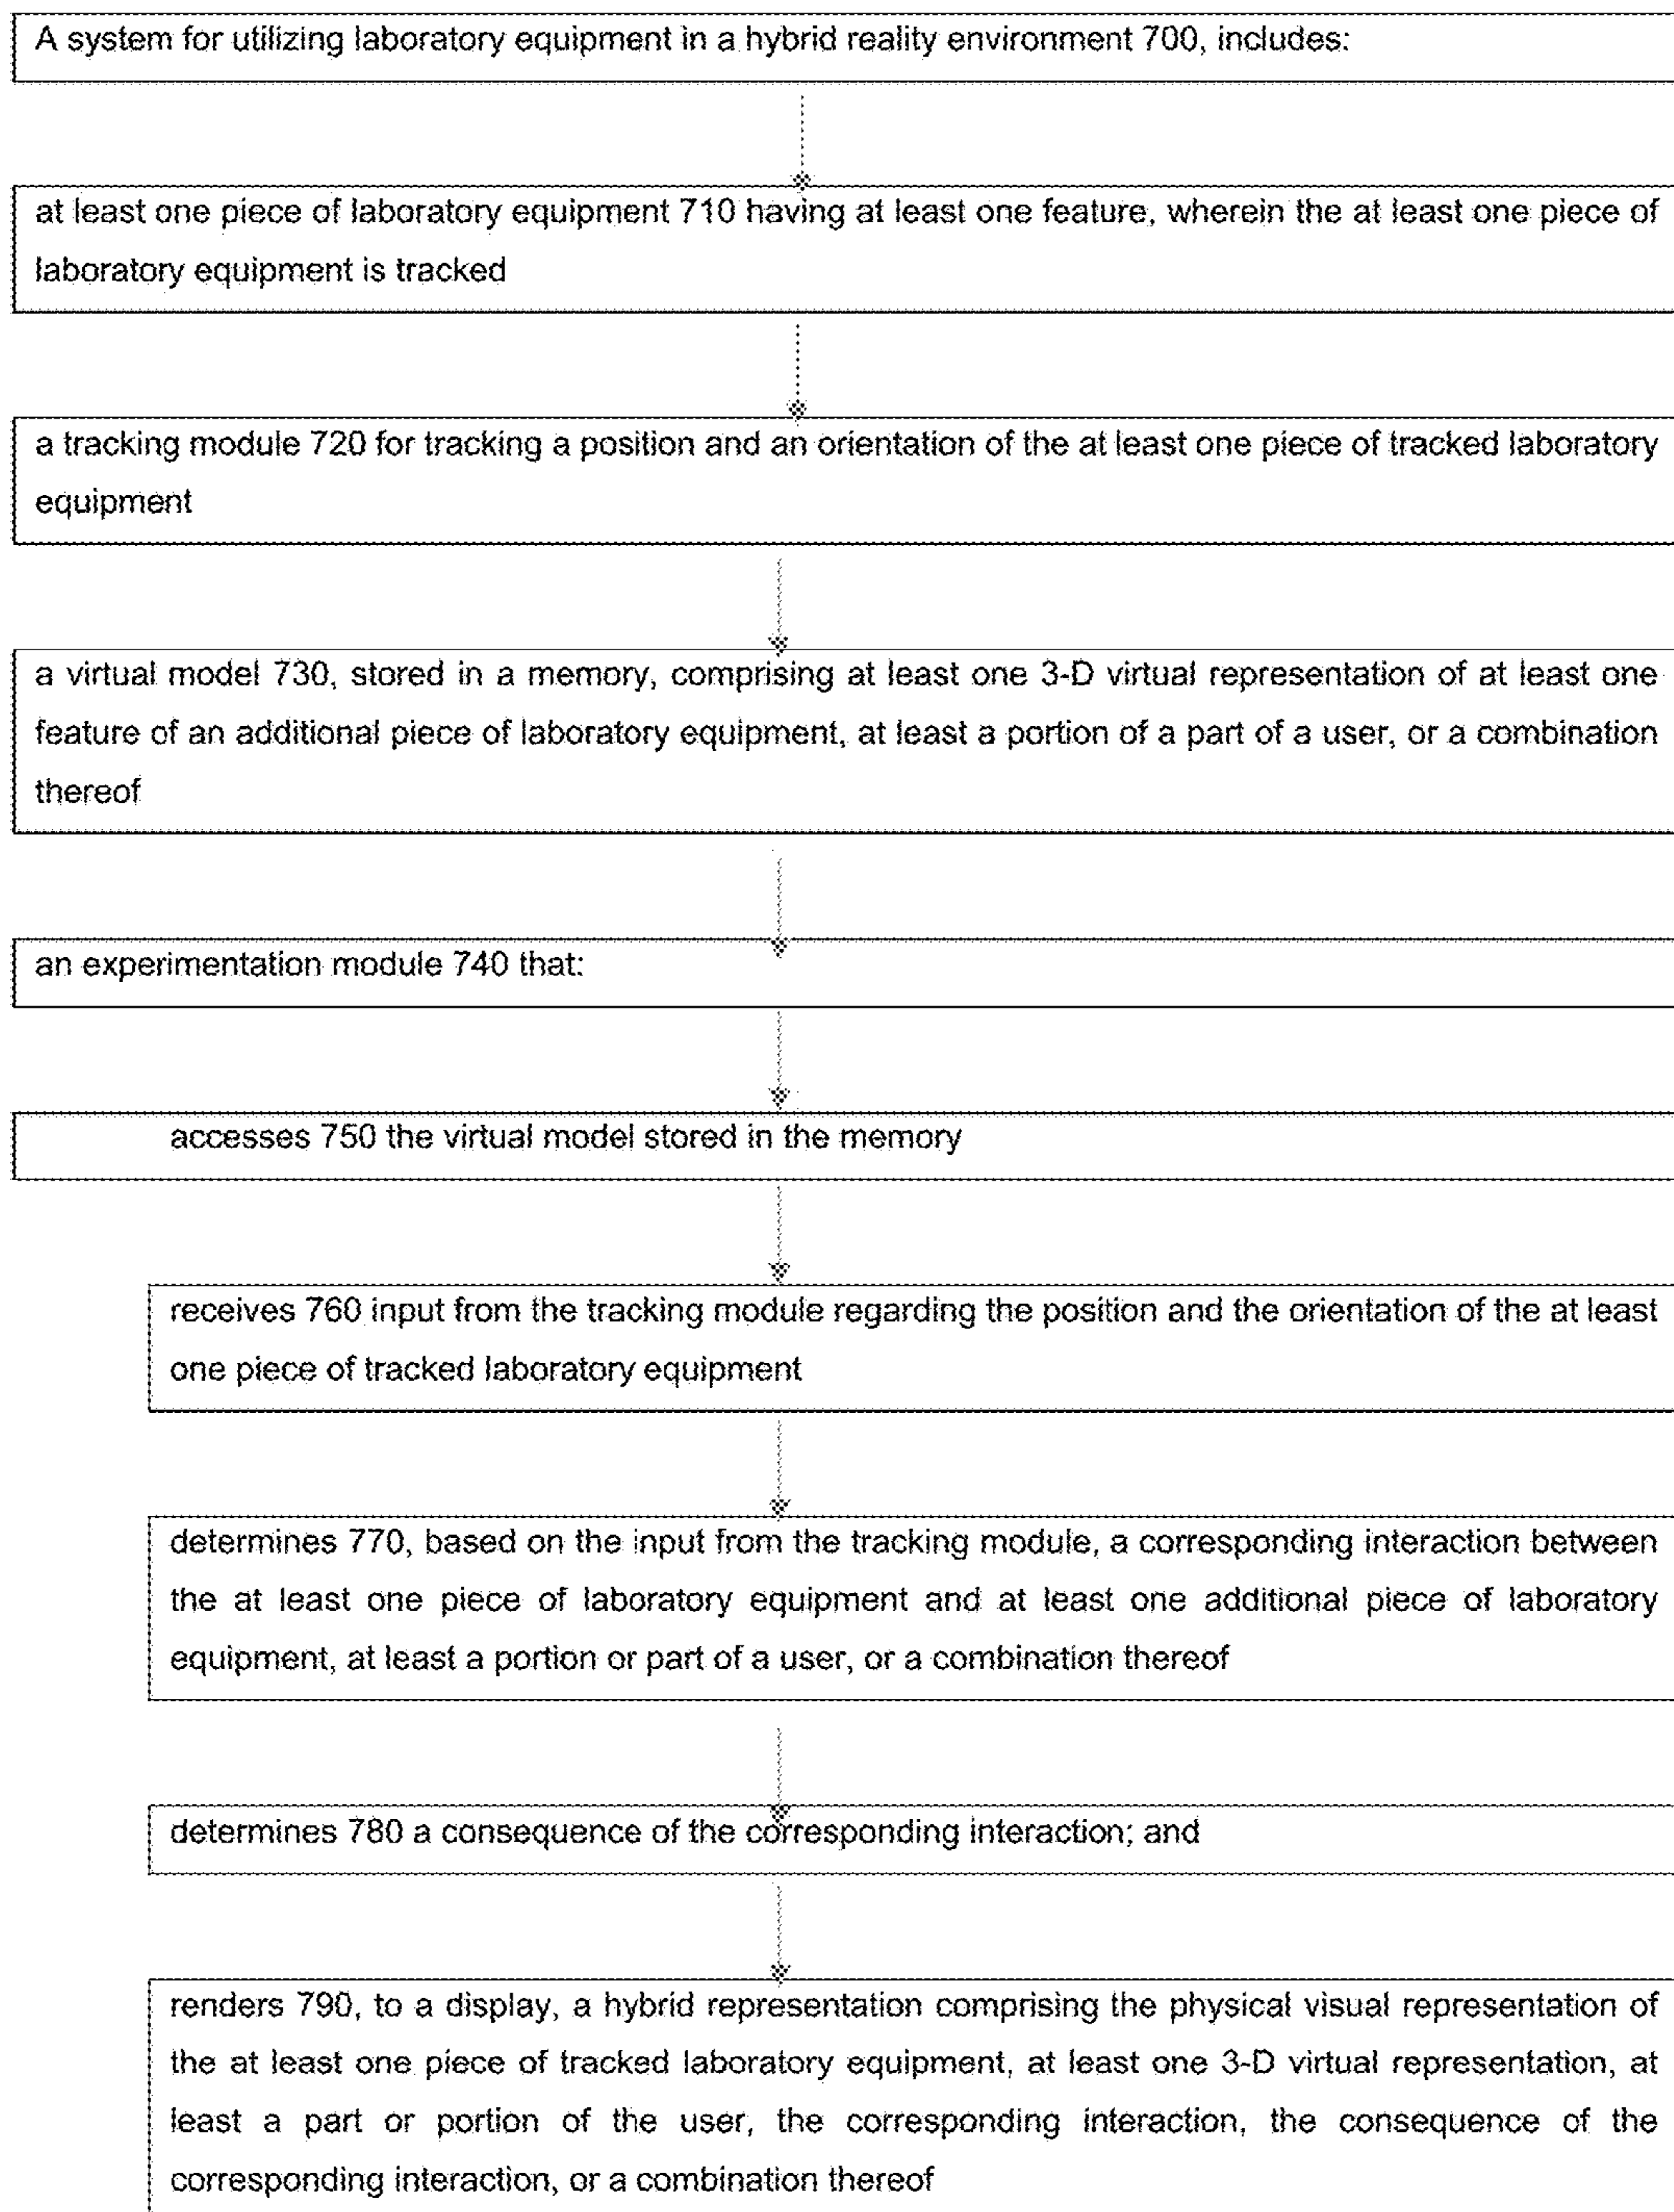 A system for utilizing laboratory equipment in a hybrid reality environment 700, includes:
at least one piece of laboratory equipment 710 having at least one feature, wherein the at least one piece of
laboratory equipment is tracked
a tracking module 720 for tracking a position and an orientation of the at least one piece of tracked laboratory
equipment
a virtual model 730, stored in a memory, comprising at least one 3-D virtual representation of at least one
feature of an additional piece of laboratory equipment, at least a portion of a part of a user, or a combination
thereof
an experimentation module 740 that:
accesses 750 the virtual model stored in the memory
receives 760 input from the tracking module regarding the position and the orientation of the at least
one piece of tracked laboratory equipment
determines 770, based on the input from the tracking module, a corresponding interaction between
the at least one piece of laboratory equipment and at least one additional piece of laboratory
equipment, at least a portion or part of a user, or a combination thereof
determines 780 a consequence of the corresponding interaction; and
renders 790, to a display, a hybrid representation comprising the physical visual representation of
the at least one piece of tracked laboratory equipment, at least one 3-D virtual representation, at
least a part or portion of the user, the corresponding interaction, the consequence of the
corresponding interaction, or a combination thereof